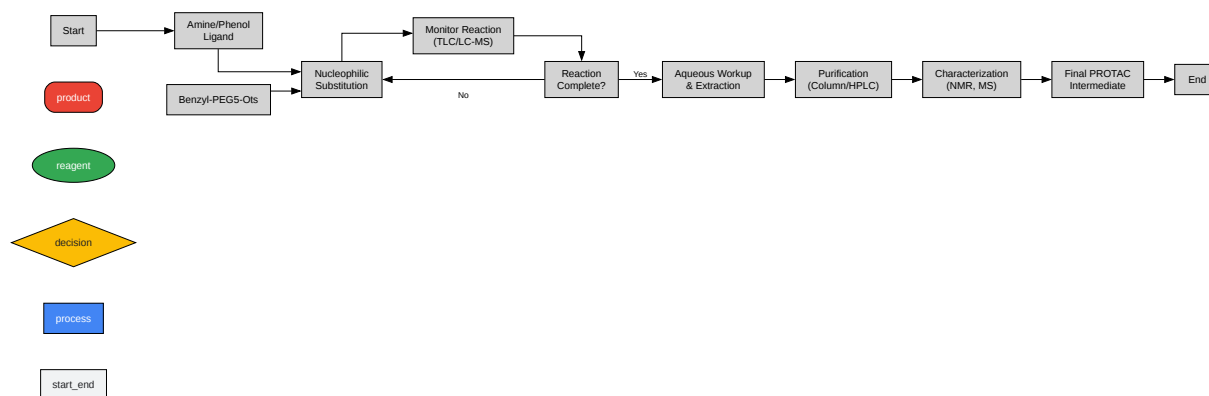 Start
Amine/Phenol
Ligand
Benzyl-PEG5-Ots
Nucleophilic
Substitution
Monitor Reaction
(TLC/LC-MS)
Reaction
Complete?
No
Yes
Aqueous Workup
& Extraction
Purification
(Column/HPLC)
Characterization
(NMR, MS)
Final PROTAC
Intermediate
End
product
reagent
decision
process
start_end